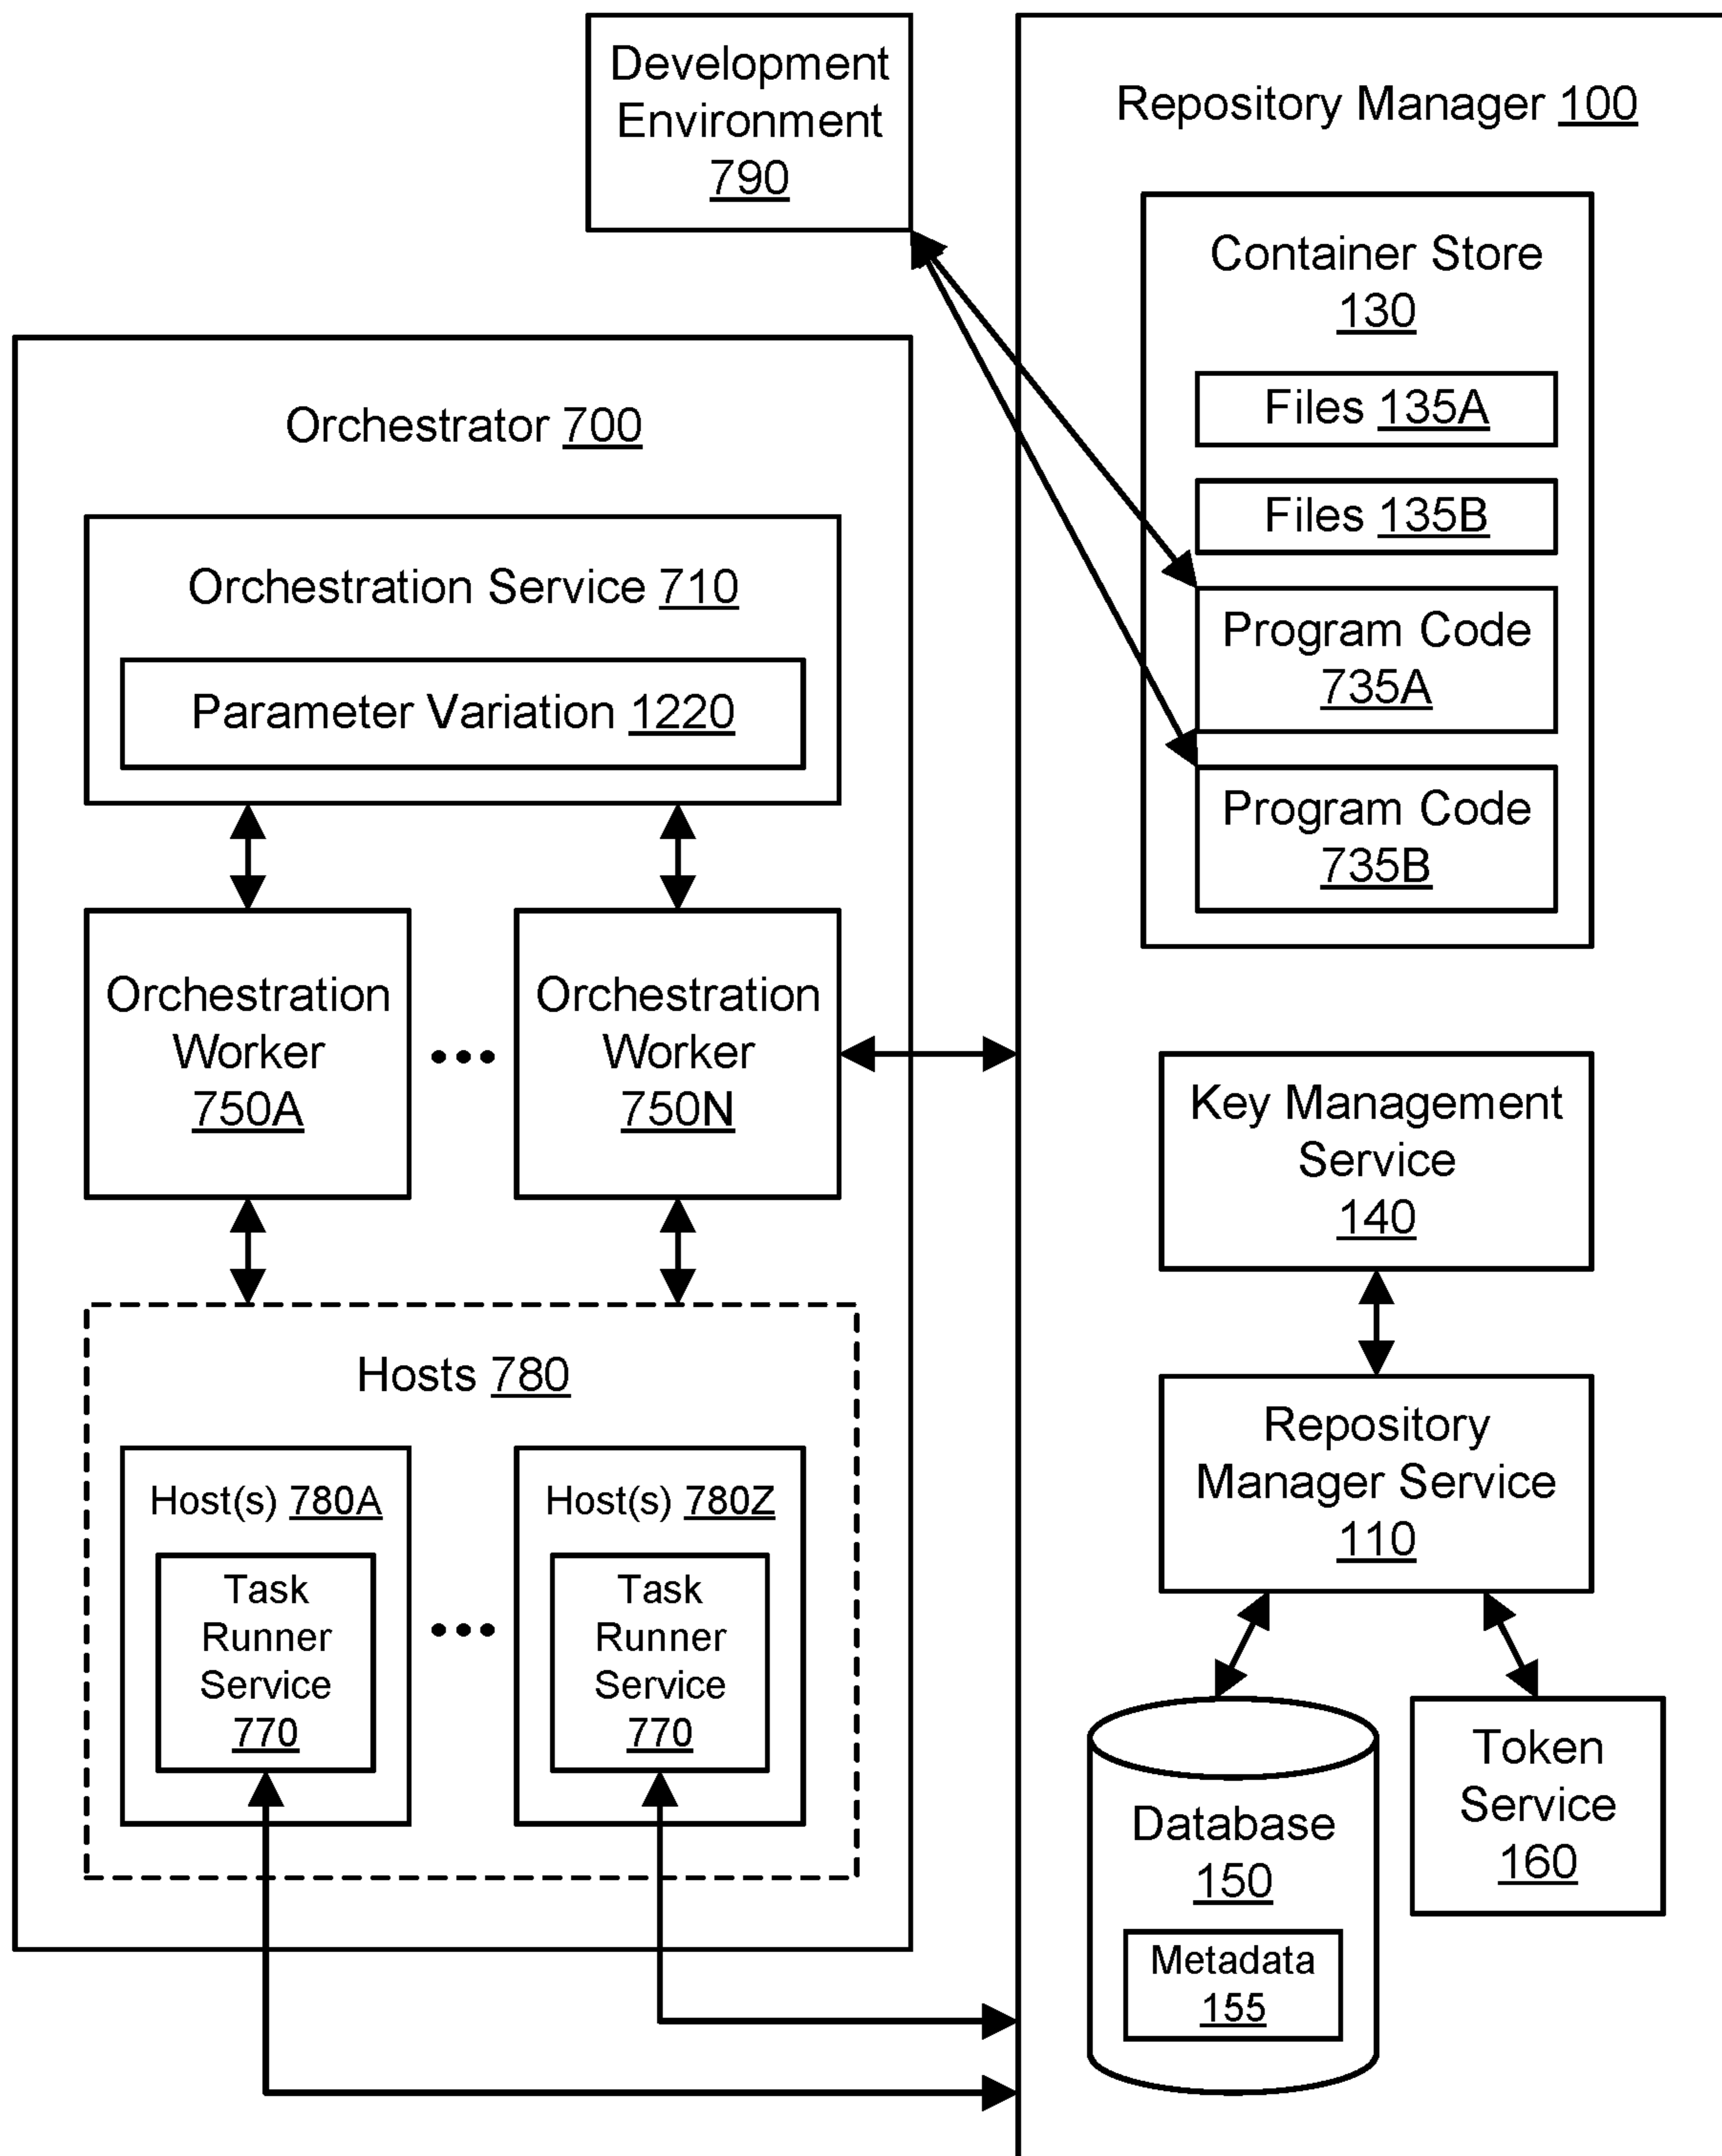 Development
Environment
790
Repository Manager 100
Container Store
130
Files 135A
Files 135B
Program Code
735A
Program Code
735B
Orchestrator 700
Orchestration Service 710
Parameter Variation 1220
Orchestration
Worker
750A
•••
Orchestration
Worker
750N
Hosts 780
Host(s) 780A
Task
Runner
Service
770
•••
Host(s) 780Z
Task
Runner
Service
770
Key Management
Service
140
Repository
Manager Service
110
Database
150
Metadata
155
Token
Service
160